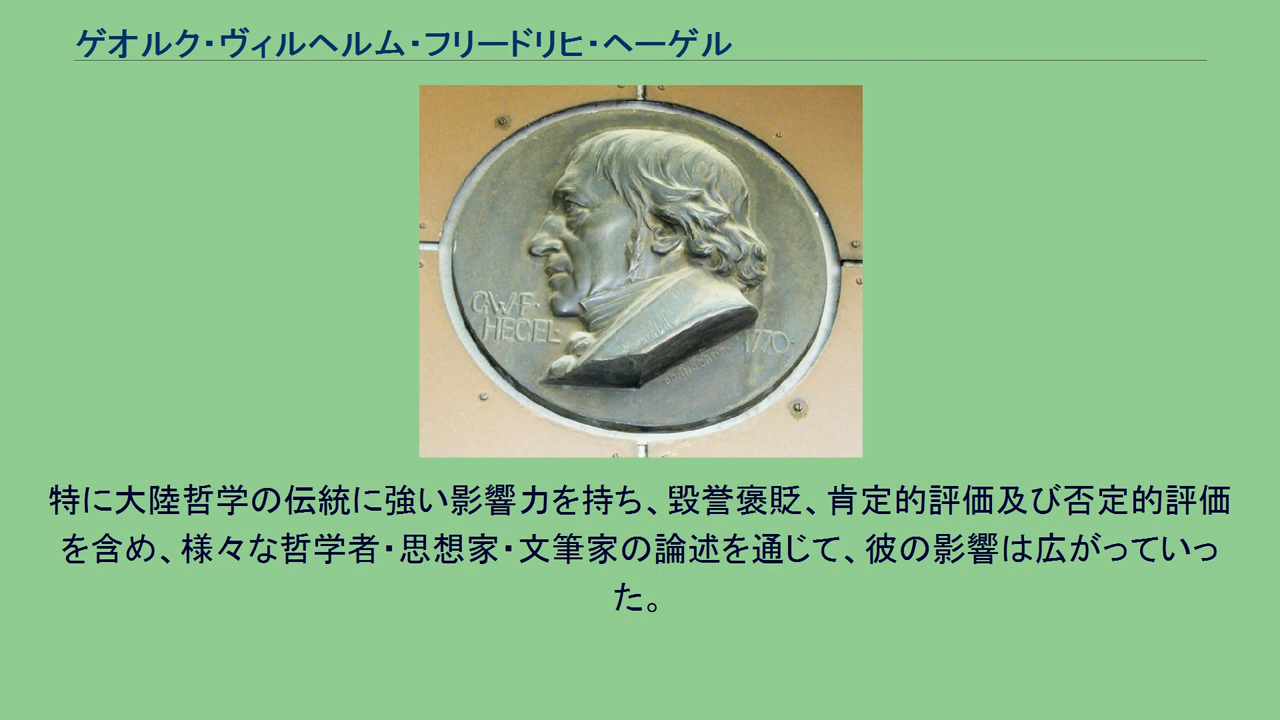 ゲオルク・ヴィルヘルム・フリードリヒ・ヘーゲル
G·W·F·
HEGEL·
1770·
特に大陸哲学の伝統に強い影響力を持ち、毀誉褒貶、肯定的評価及び否定的評価
を含め、様々な哲学者・思想家・文筆家の論述を通じて、彼の影響は広がっていっ
た。